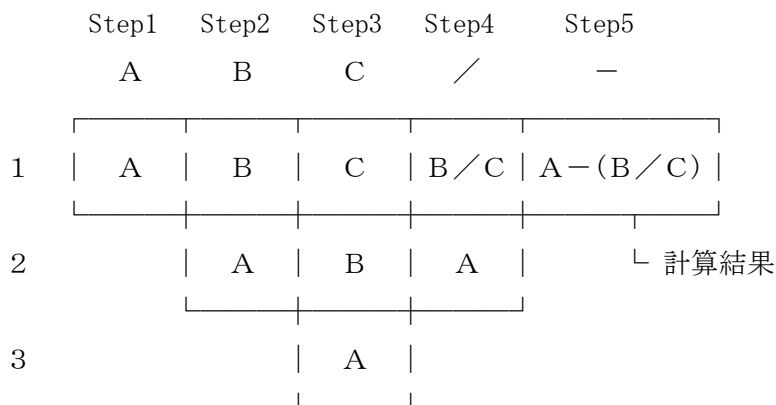 Step1 Step2 Step3 Step4 Step5
A B C / −
1 A B C B/C A−(B/C)
2 A B A 計算結果
3 A